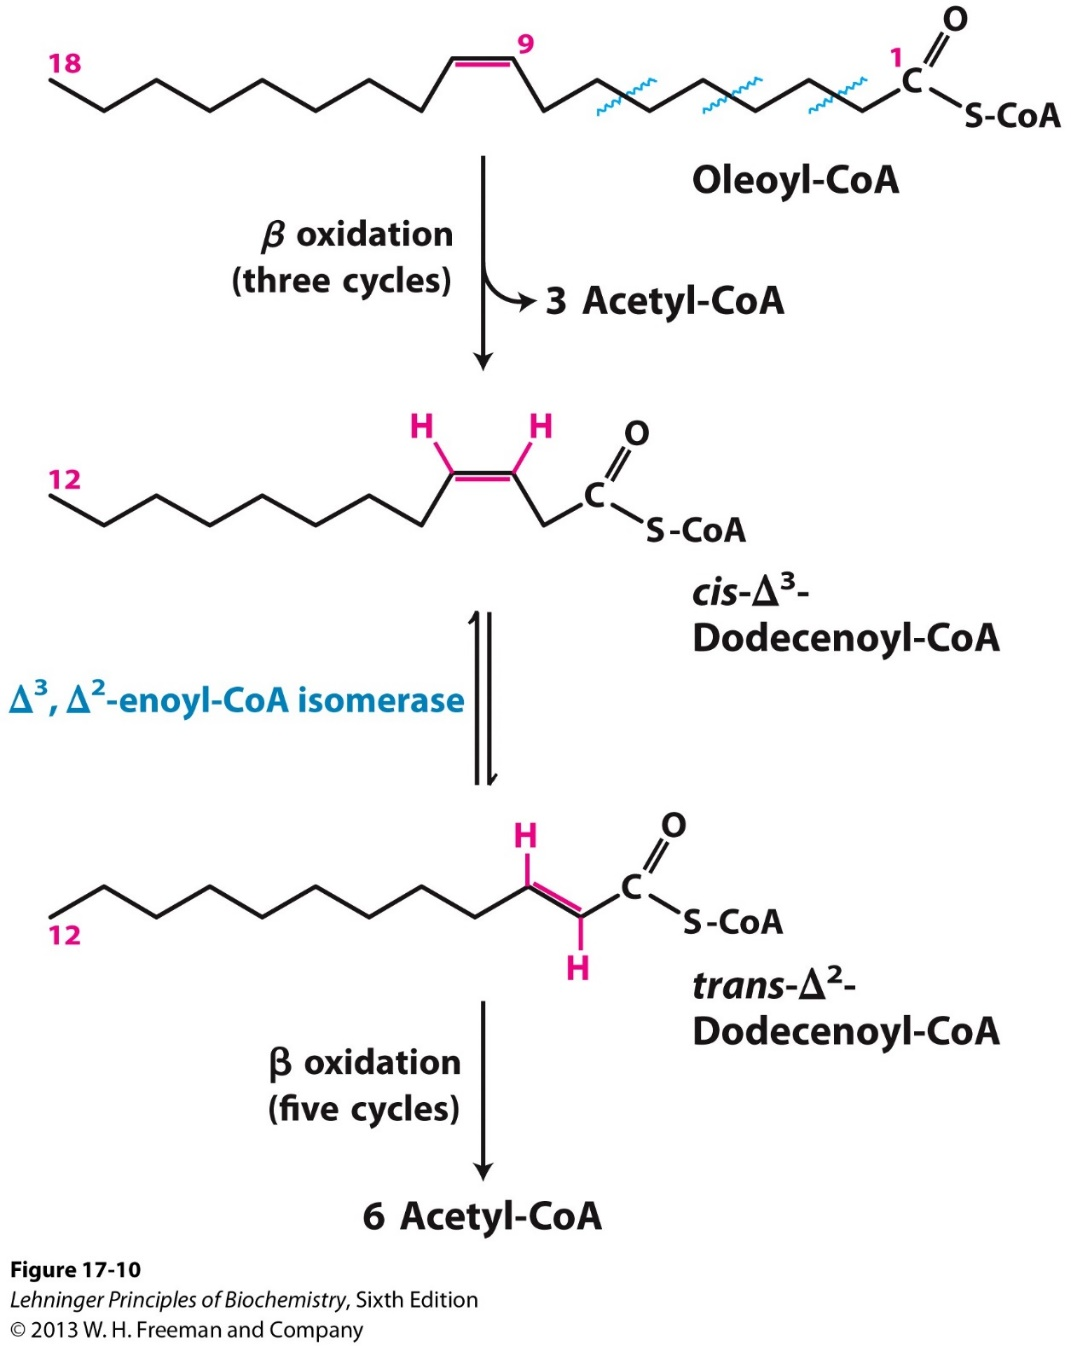 O
18
9
1
C
S-CoA
Oleoyl-CoA
β oxidation
(three cycles)
3 Acetyl-CoA
H
H
O
12
C
S-CoA
cis-Δ³-
Dodecenoyl-CoA
Δ³, Δ²-enoyl-CoA isomerase
H
O
C
12
S-CoA
H
trans-Δ²-
Dodecenoyl-CoA
β oxidation
(five cycles)
6 Acetyl-CoA
Figure 17-10
Lehninger Principles of Biochemistry, Sixth Edition
© 2013 W. H. Freeman and Company